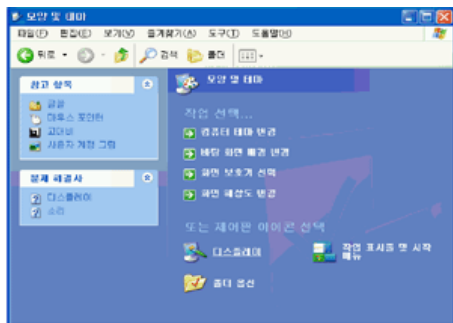 모양 및 테마
파일(F) 편집(E) 보기(V) 즐겨찾기(A) 도구(T) 도움말(H)
뒤로 검색 폴더
참고 항목
글꼴
마우스 포인터
고대비
사용자 계정 그림
문제 해결사
디스플레이
소리
모양 및 테마
작업 선택...
컴퓨터 테마 변경
바탕 화면 배경 변경
화면 보호기 선택
화면 해상도 변경
또는 제어판 아이콘 선택
디스플레이
작업 표시줄 및 시작
메뉴
폴더 옵션